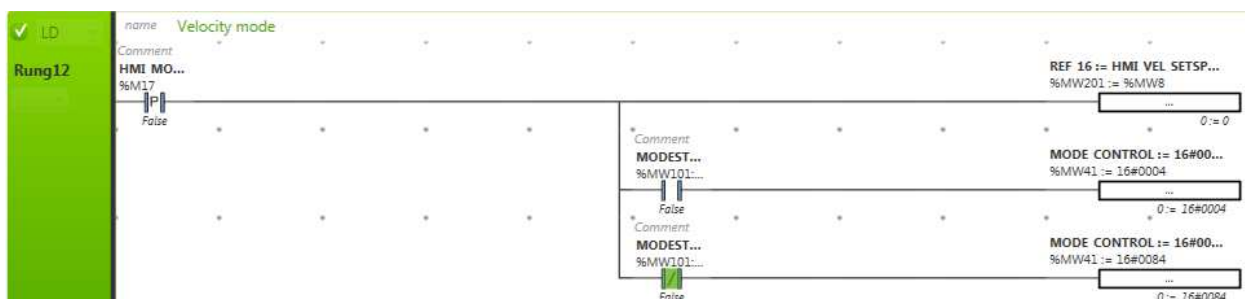 LD
name Velocity mode
Comment
Rung12
HMI MO...
%M17
P
False
REF 16 := HMI VEL SETSP...
%MW201 := %MW8
...
0 := 0
Comment
MODEST...
%MW101:...
False
MODE CONTROL := 16#00...
%MW41 := 16#0004
...
0 := 16#0004
Comment
MODEST...
%MW101:...
/
False
MODE CONTROL := 16#00...
%MW41 := 16#0084
...
0 := 16#0084